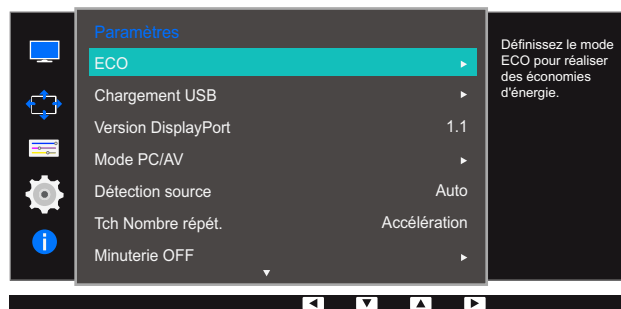 Paramètres
ECO
Chargement USB
Version DisplayPort 1.1
Mode PC/AV
Détection source Auto
Tch Nombre répét. Accélération
Minuterie OFF
Définissez le mode
ECO pour réaliser
des économies
d'énergie.